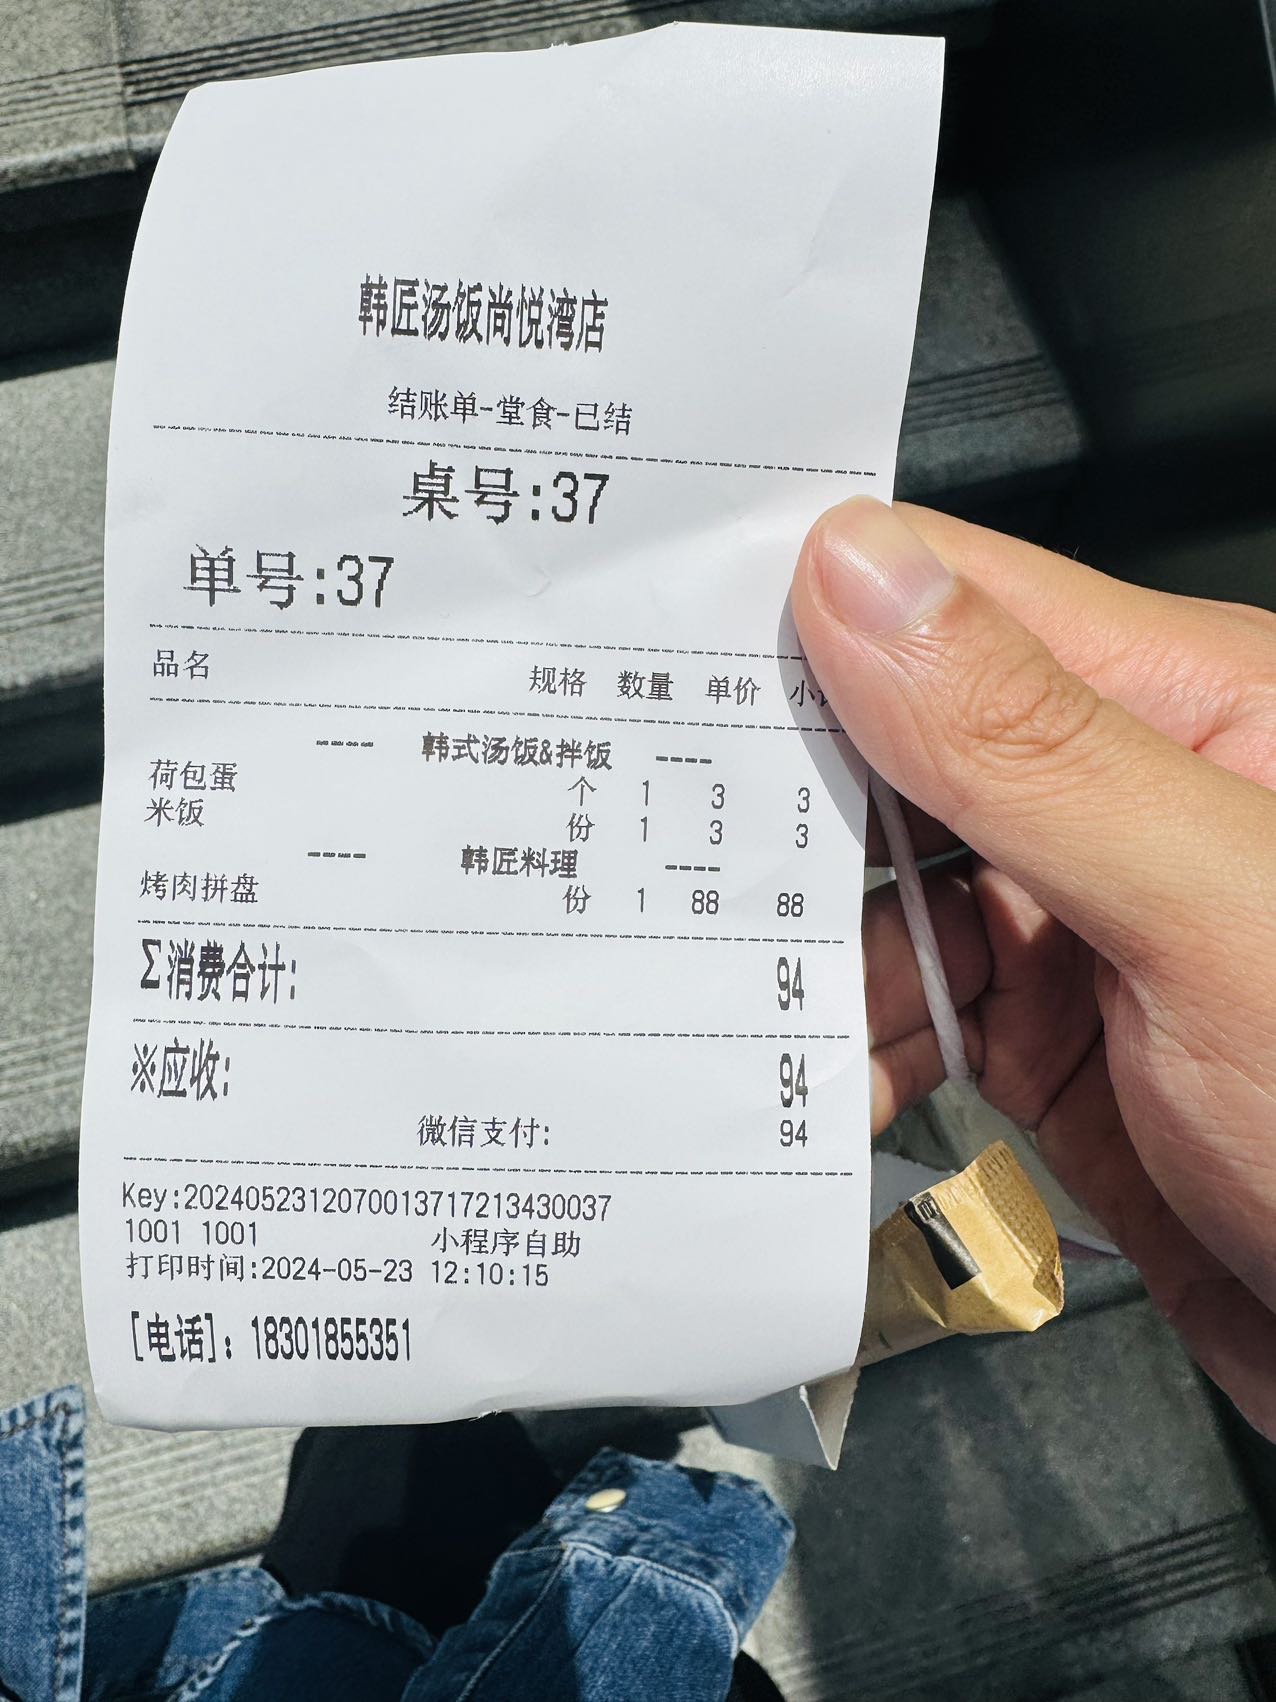 韩匠汤饭尚悦湾店
结账单-堂食-已结
桌号:37
单号:37
品名 规格 数量 单价 小
---- 韩式汤饭&拌饭 ----
荷包蛋 个 1 3 3
米饭 份 1 3 3
---- 韩匠料理 ----
烤肉拼盘 份 1 88 88
Σ消费合计: 94
※应收: 94
微信支付: 94
Key:2024052312070013717213430037
1001 1001 小程序自助
打印时间:2024-05-23 12:10:15
[电话]: 18301855351